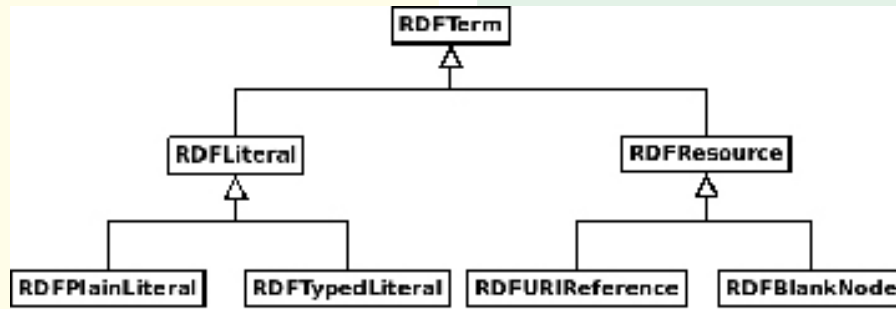 RDFTerm
RDFLiteral
RDFResource
RDFPlainLiteral
RDFTypedLiteral
RDFURIReference
RDFBlankNode